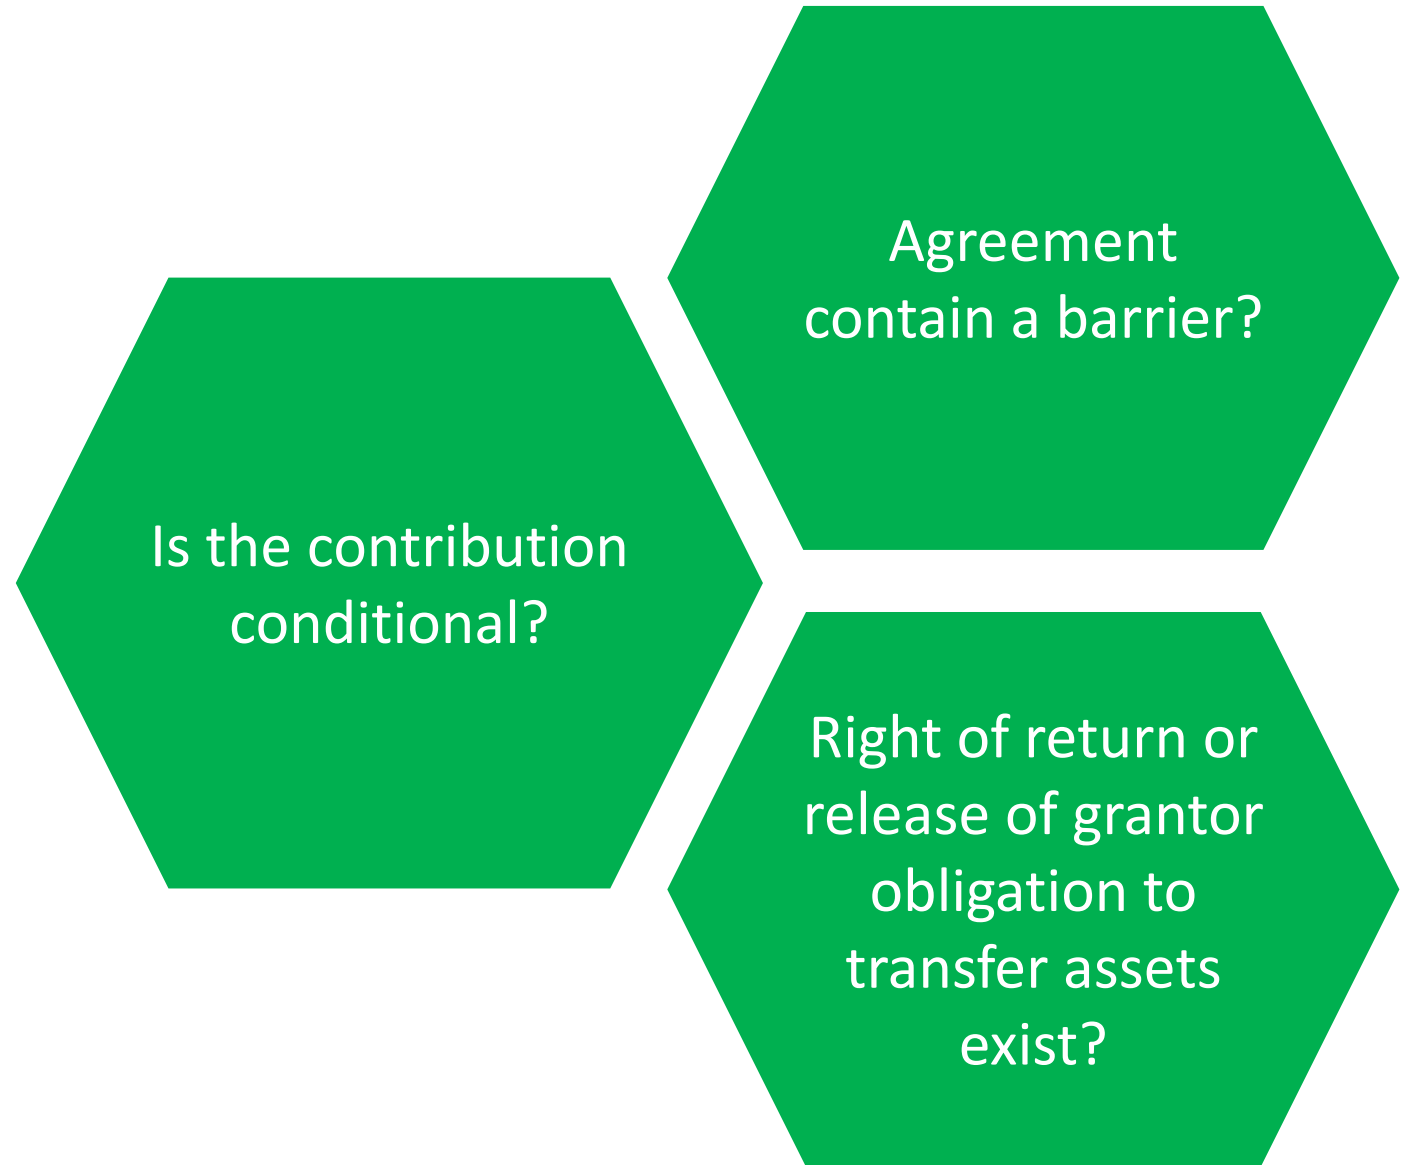 Is the contribution
conditional?
Agreement
contain a barrier?
Right of return or
release of grantor
obligation to
transfer assets
exist?